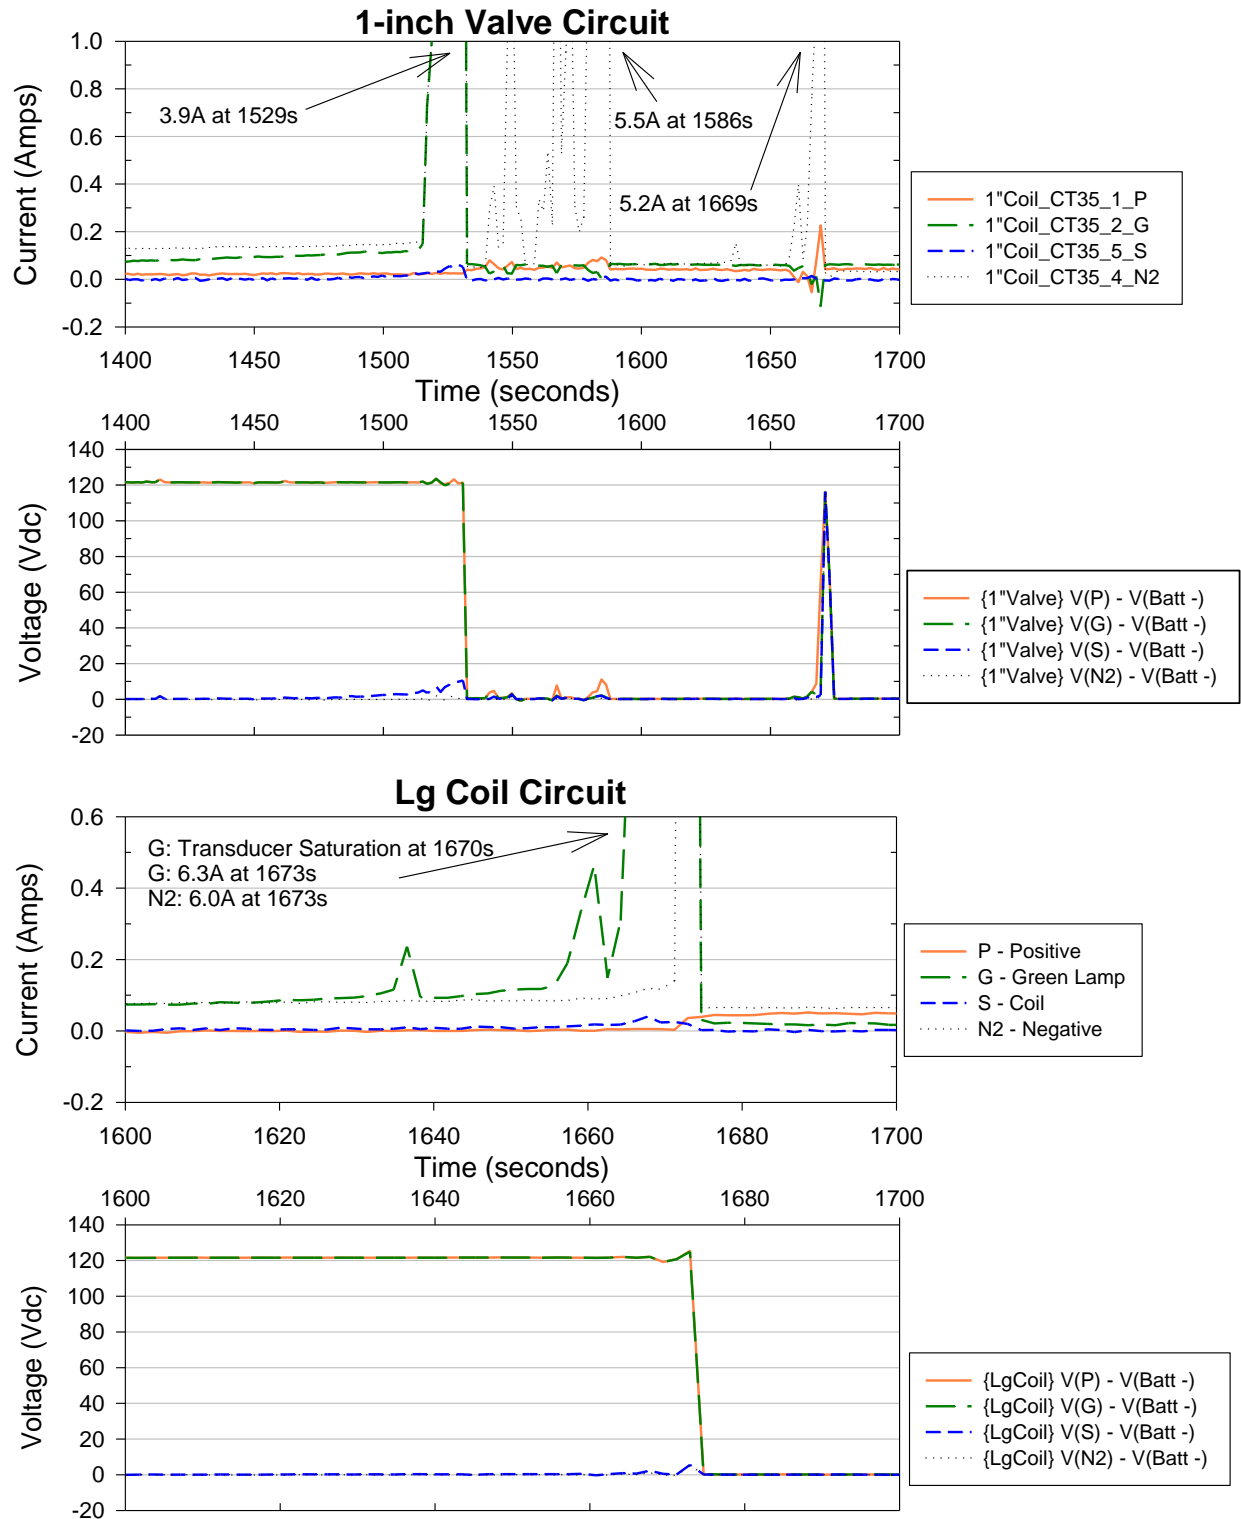 1-inch Valve Circuit
1.0
0.8
0.6
0.4
0.2
0.0
-0.2
Current (Amps)
3.9A at 1529s
5.5A at 1586s
5.2A at 1669s
1"Coil_CT35_1_P
1"Coil_CT35_2_G
1"Coil_CT35_5_S
1"Coil_CT35_4_N2
1400 1450 1500 1550 1600 1650 1700
Time (seconds)
1400 1450 1500 1550 1600 1650 1700
140
120
100
80
60
40
20
0
-20
Voltage (Vdc)
{1"Valve} V(P) - V(Batt -)
{1"Valve} V(G) - V(Batt -)
{1"Valve} V(S) - V(Batt -)
{1"Valve} V(N2) - V(Batt -)
Lg Coil Circuit
0.6
0.4
0.2
0.0
-0.2
Current (Amps)
G: Transducer Saturation at 1670s
G: 6.3A at 1673s
N2: 6.0A at 1673s
P - Positive
G - Green Lamp
S - Coil
N2 - Negative
1600 1620 1640 1660 1680 1700
Time (seconds)
1600 1620 1640 1660 1680 1700
140
120
100
80
60
40
20
0
-20
Voltage (Vdc)
{LgCoil} V(P) - V(Batt -)
{LgCoil} V(G) - V(Batt -)
{LgCoil} V(S) - V(Batt -)
{LgCoil} V(N2) - V(Batt -)